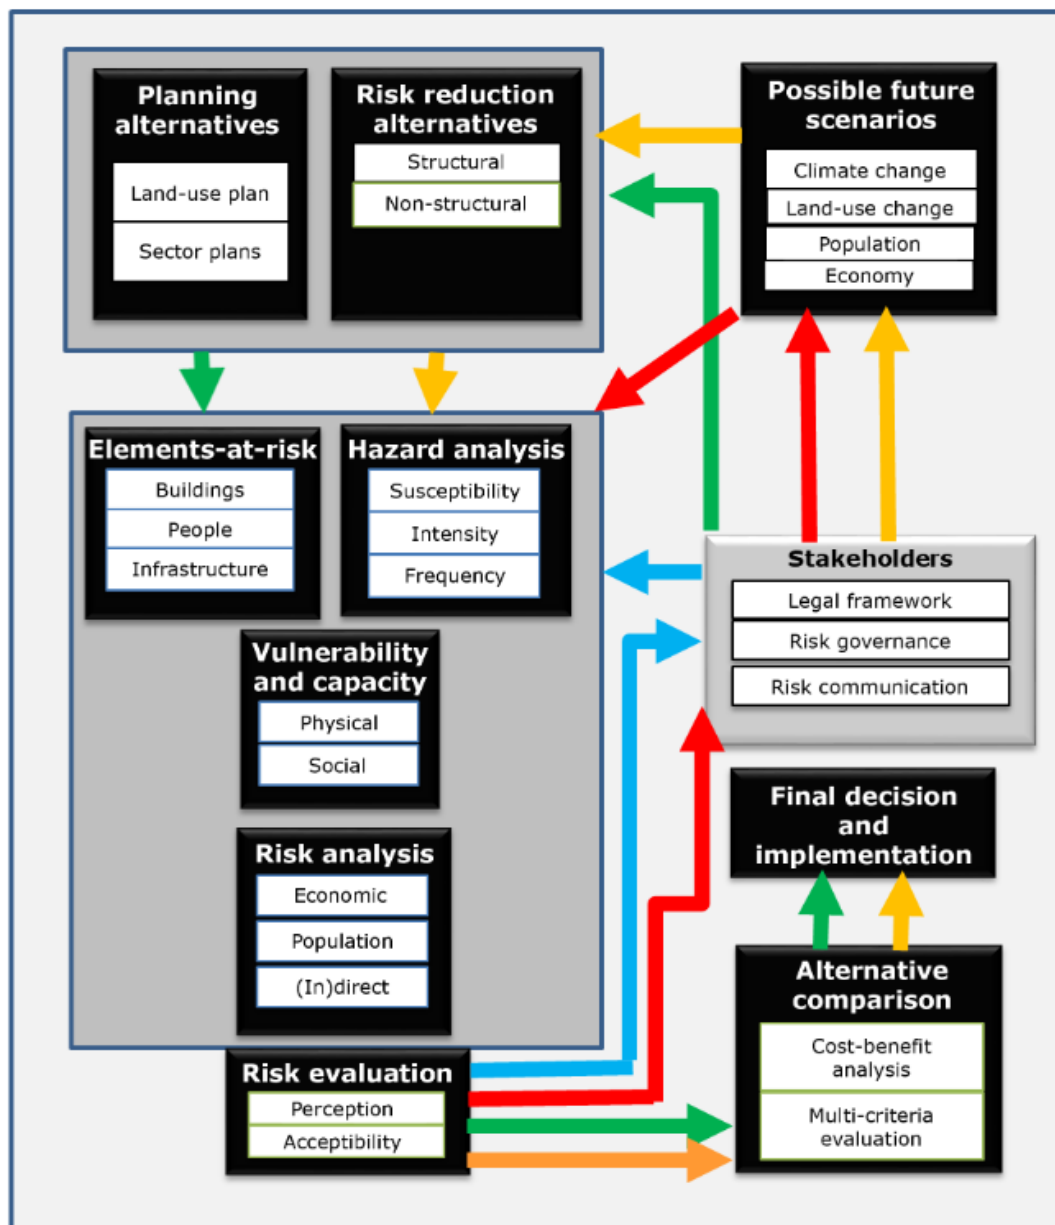 Planning
alternatives
Land-use plan
Sector plans
Risk reduction
alternatives
Structural
Non-structural
Possible future
scenarios
Climate change
Land-use change
Population
Economy
Elements-at-risk
Buildings
People
Infrastructure
Hazard analysis
Susceptibility
Intensity
Frequency
Vulnerability
and capacity
Physical
Social
Risk analysis
Economic
Population
(In)direct
Risk evaluation
Perception
Acceptibility
Stakeholders
Legal framework
Risk governance
Risk communication
Final decision
and
implementation
Alternative
comparison
Cost-benefit
analysis
Multi-criteria
evaluation